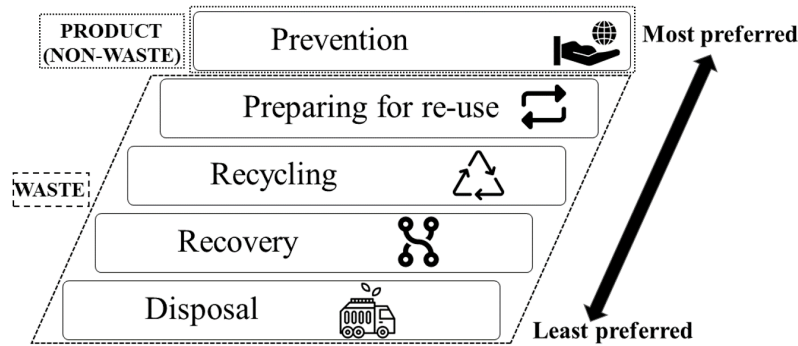 PRODUCT
(NON-WASTE)
Prevention
Most preferred
Preparing for re-use
Recycling
WASTE
Recovery
Disposal
Least preferred